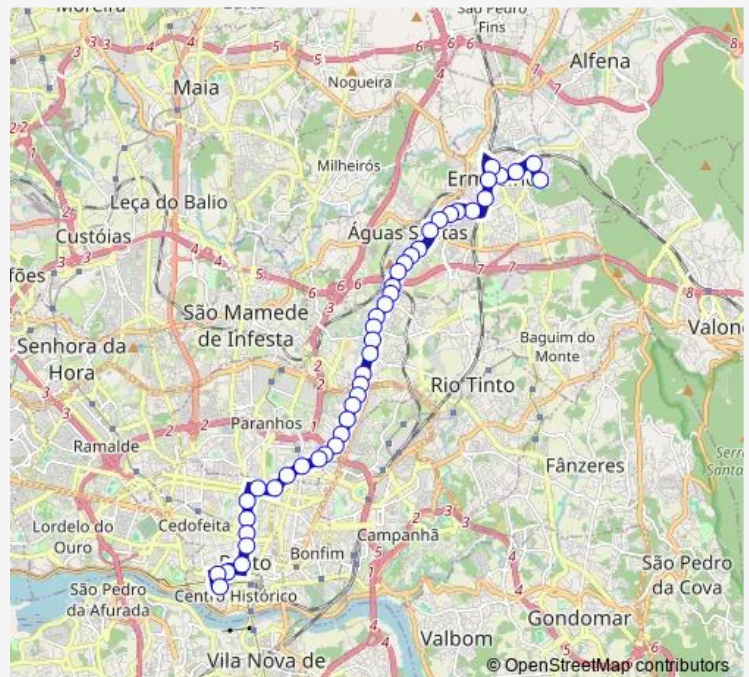 São Pedro
Fins
Alfena
Maia
Nogueira
Milheirós
Leça do Balio
Custóias
Águas S tas
São Mamede
de Infesta
Senhora da
Hora
Baguim do
Monte
Valon
Rio Tinto
Paranhos
Ramalde
Fânzeres
Lordelo do
Ouro
Cedofeita
Bonfim
Campanhã
São Pedro
da Afurada
Centro Histórico
São Pedro
da Cova
Gondomar
Valbom
Vila Nova de
© OpenStreetMap contributors